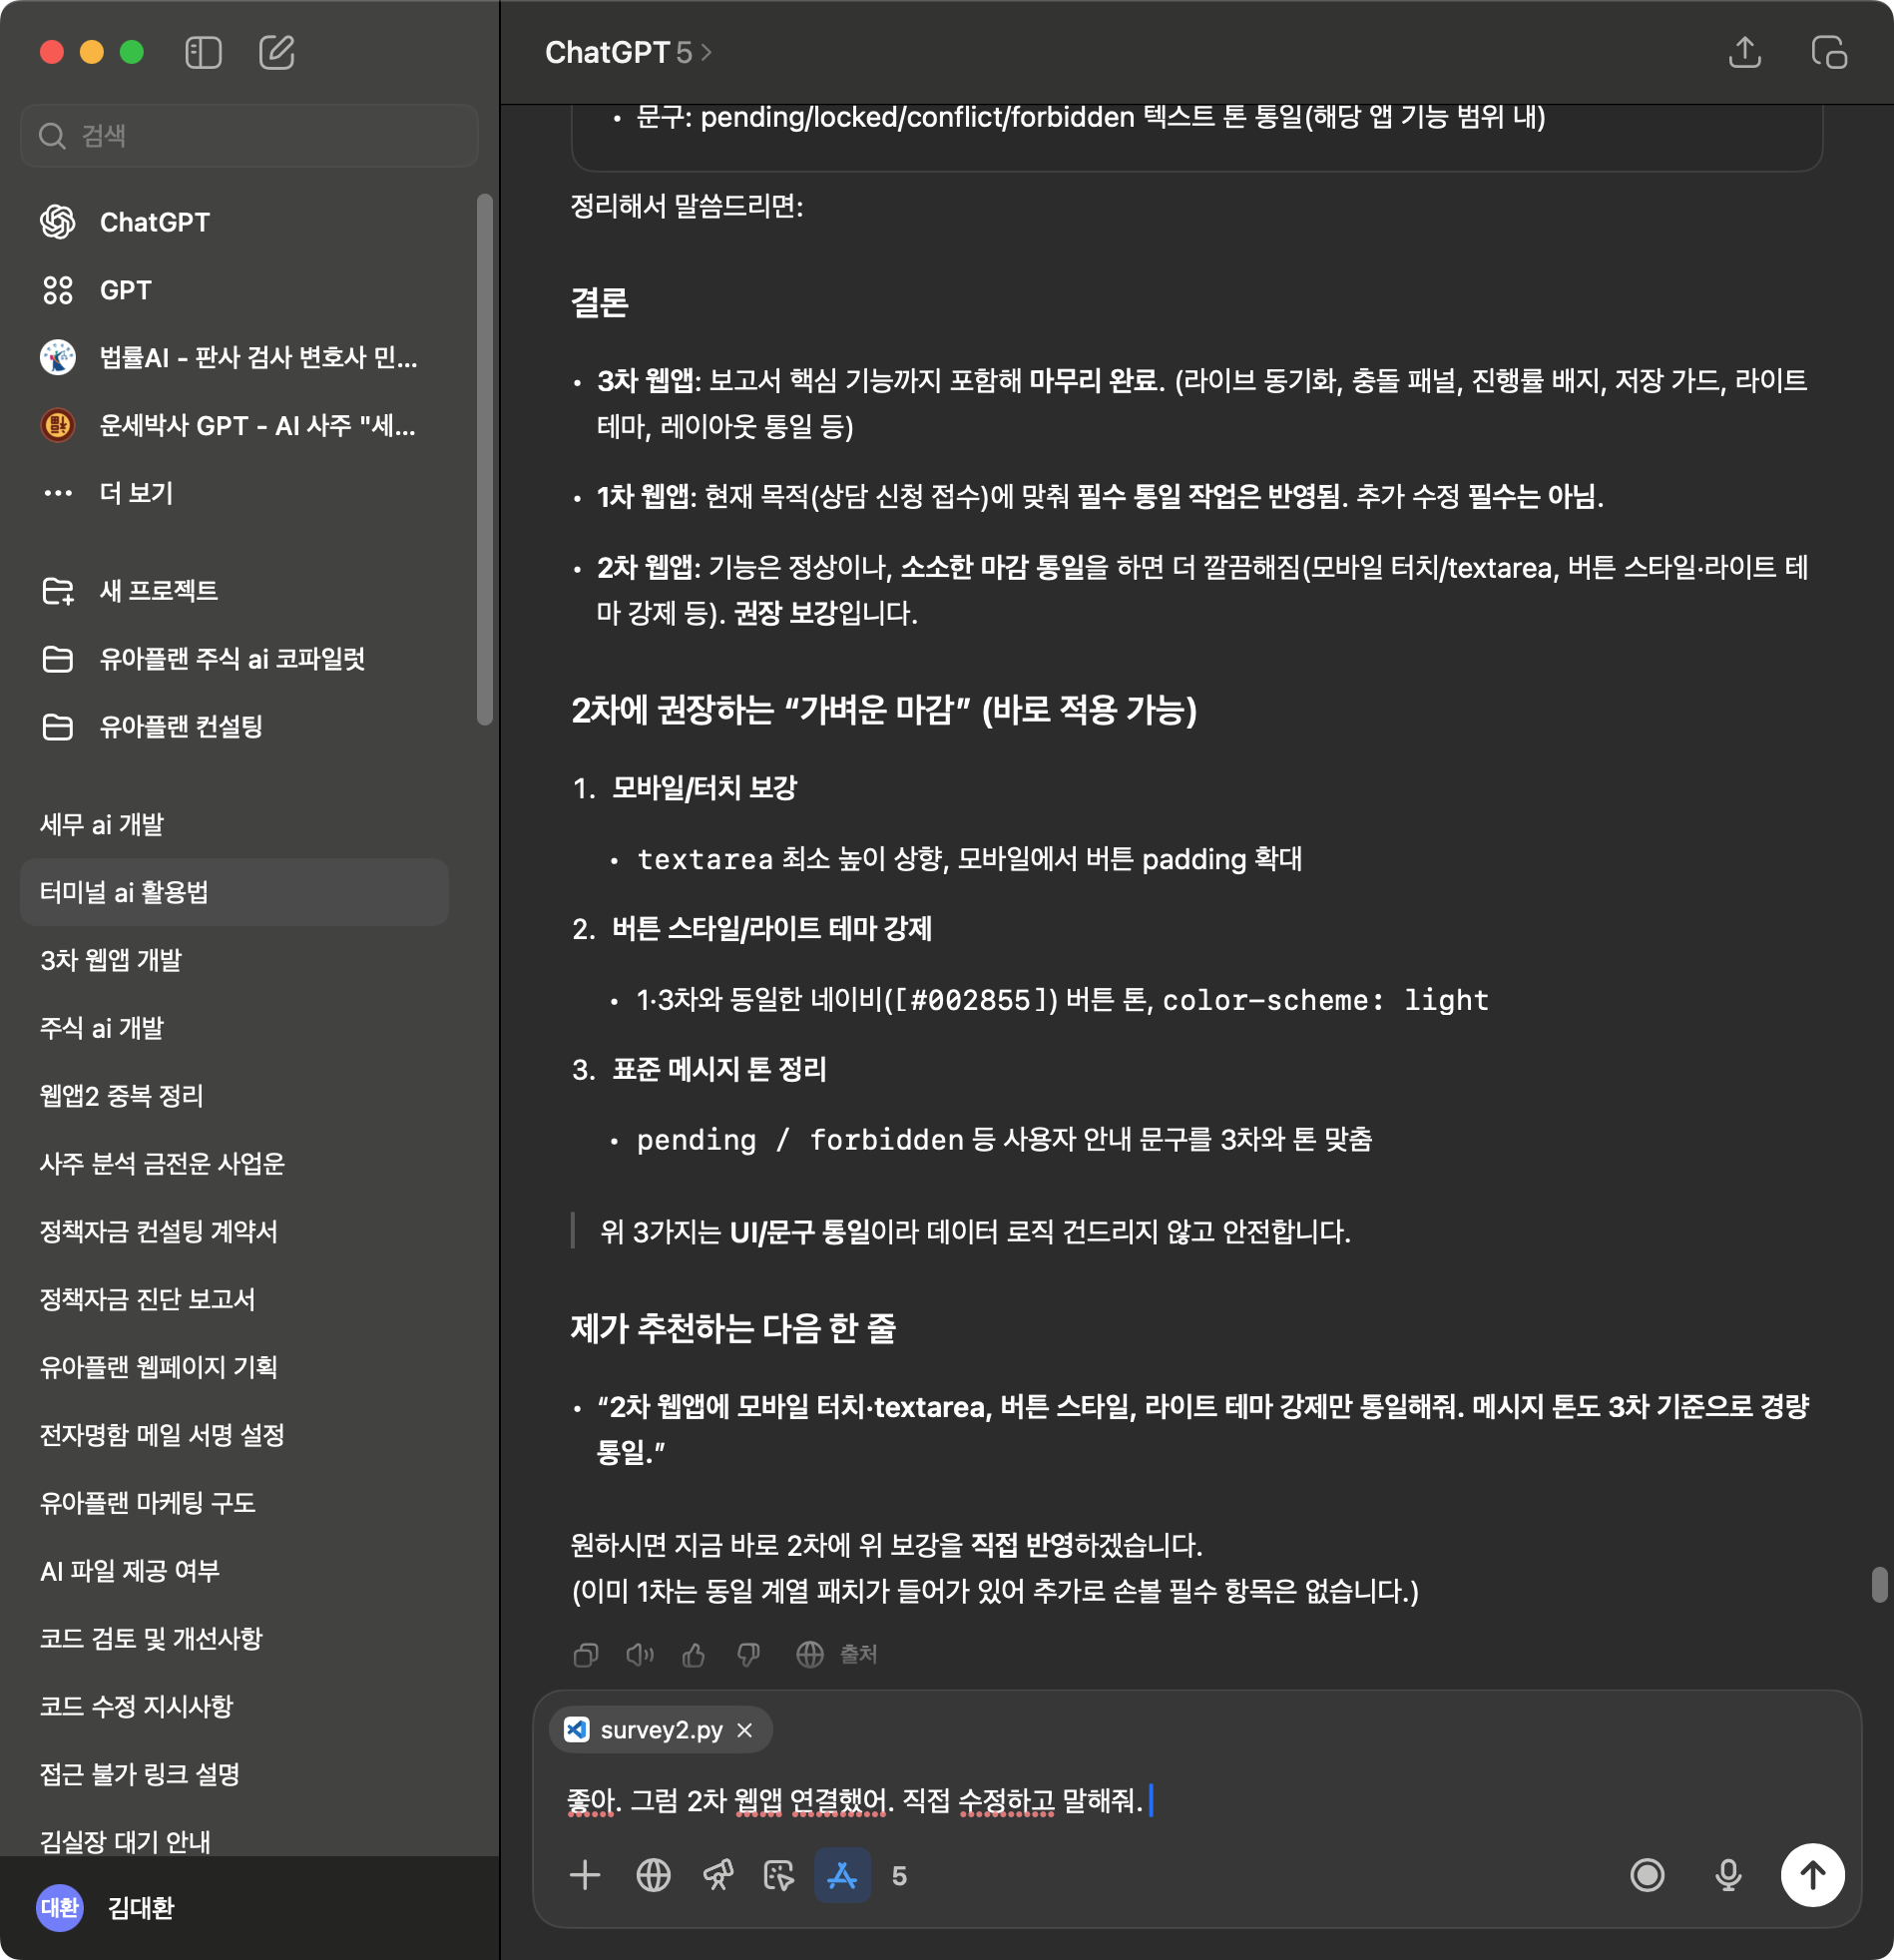 검색
ChatGPT
GPT
법률AI - 판사 검사 변호사 민...
운세박사 GPT - AI 사주 "세...
더 보기
새 프로젝트
유아플랜 주식 ai 코파일럿
유아플랜 컨설팅
세무 ai 개발
터미널 ai 활용법
3차 웹앱 개발
주식 ai 개발
웹앱2 중복 정리
사주 분석 금전운 사업운
정책자금 컨설팅 계약서
정책자금 진단 보고서
유아플랜 웹페이지 기획
전자명함 메일 서명 설정
유아플랜 마케팅 구도
AI 파일 제공 여부
코드 검토 및 개선사항
코드 수정 지시사항
접근 불가 링크 설명
김실장 대기 안내
대환 김대환
ChatGPT 5 >
• 문구: pending/locked/conflict/forbidden 텍스트 톤 통일(해당 앱 기능 범위 내)
정리해서 말씀드리면:
결론
• 3차 웹앱: 보고서 핵심 기능까지 포함해 마무리 완료. (라이브 동기화, 충돌 패널, 진행률 배지, 저장 가드, 라이트
테마, 레이아웃 통일 등)
• 1차 웹앱: 현재 목적(상담 신청 접수)에 맞춰 필수 통일 작업은 반영됨. 추가 수정 필수는 아님.
• 2차 웹앱: 기능은 정상이나, 소소한 마감 통일을 하면 더 깔끔해짐(모바일 터치/textarea, 버튼 스타일·라이트 테
마 강제 등). 권장 보강입니다.
2차에 권장하는 “가벼운 마감” (바로 적용 가능)
1. 모바일/터치 보강
• textarea 최소 높이 상향, 모바일에서 버튼 padding 확대
2. 버튼 스타일/라이트 테마 강제
• 1·3차와 동일한 네이비([#002855]) 버튼 톤, color-scheme: light
3. 표준 메시지 톤 정리
• pending / forbidden 등 사용자 안내 문구를 3차와 톤 맞춤
위 3가지는 UI/문구 통일이라 데이터 로직 건드리지 않고 안전합니다.
제가 추천하는 다음 한 줄
• “2차 웹앱에 모바일 터치·textarea, 버튼 스타일, 라이트 테마 강제만 통일해줘. 메시지 톤도 3차 기준으로 경량
통일.”
원하시면 지금 바로 2차에 위 보강을 직접 반영하겠습니다.
(이미 1차는 동일 계열 패치가 들어가 있어 추가로 손볼 필수 항목은 없습니다.)
출처
survey2.py
좋아. 그럼 2차 웹앱 연결했어. 직접 수정하고 말해줘.
5